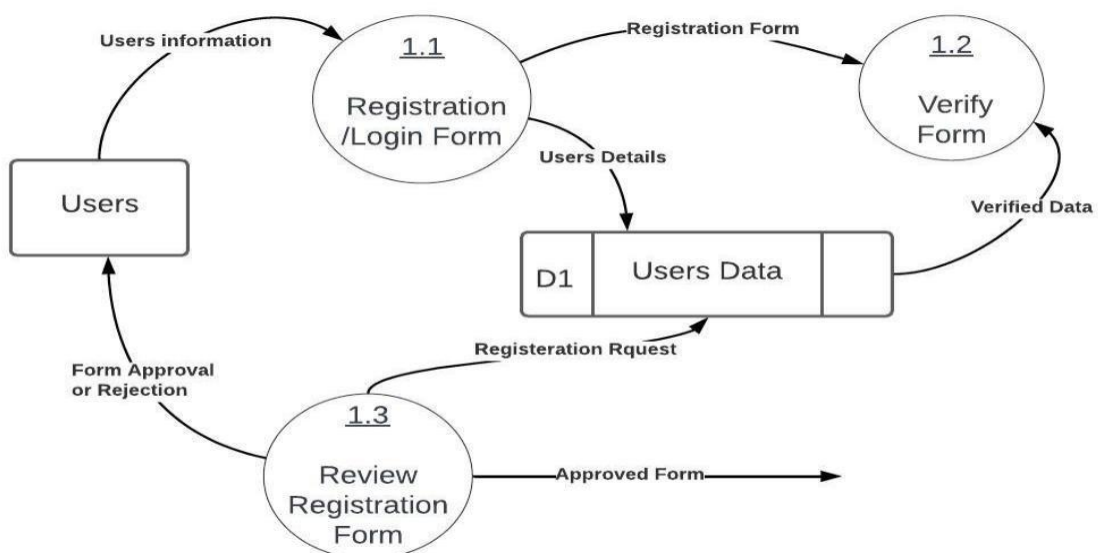 Users information
1.1
Registration
/Login Form
Registration Form
1.2
Verify
Form
Users Details
Users
Verified Data
D1
Users Data
Registeration Rquest
Form Approval
or Rejection
1.3
Review
Registration
Form
Approved Form